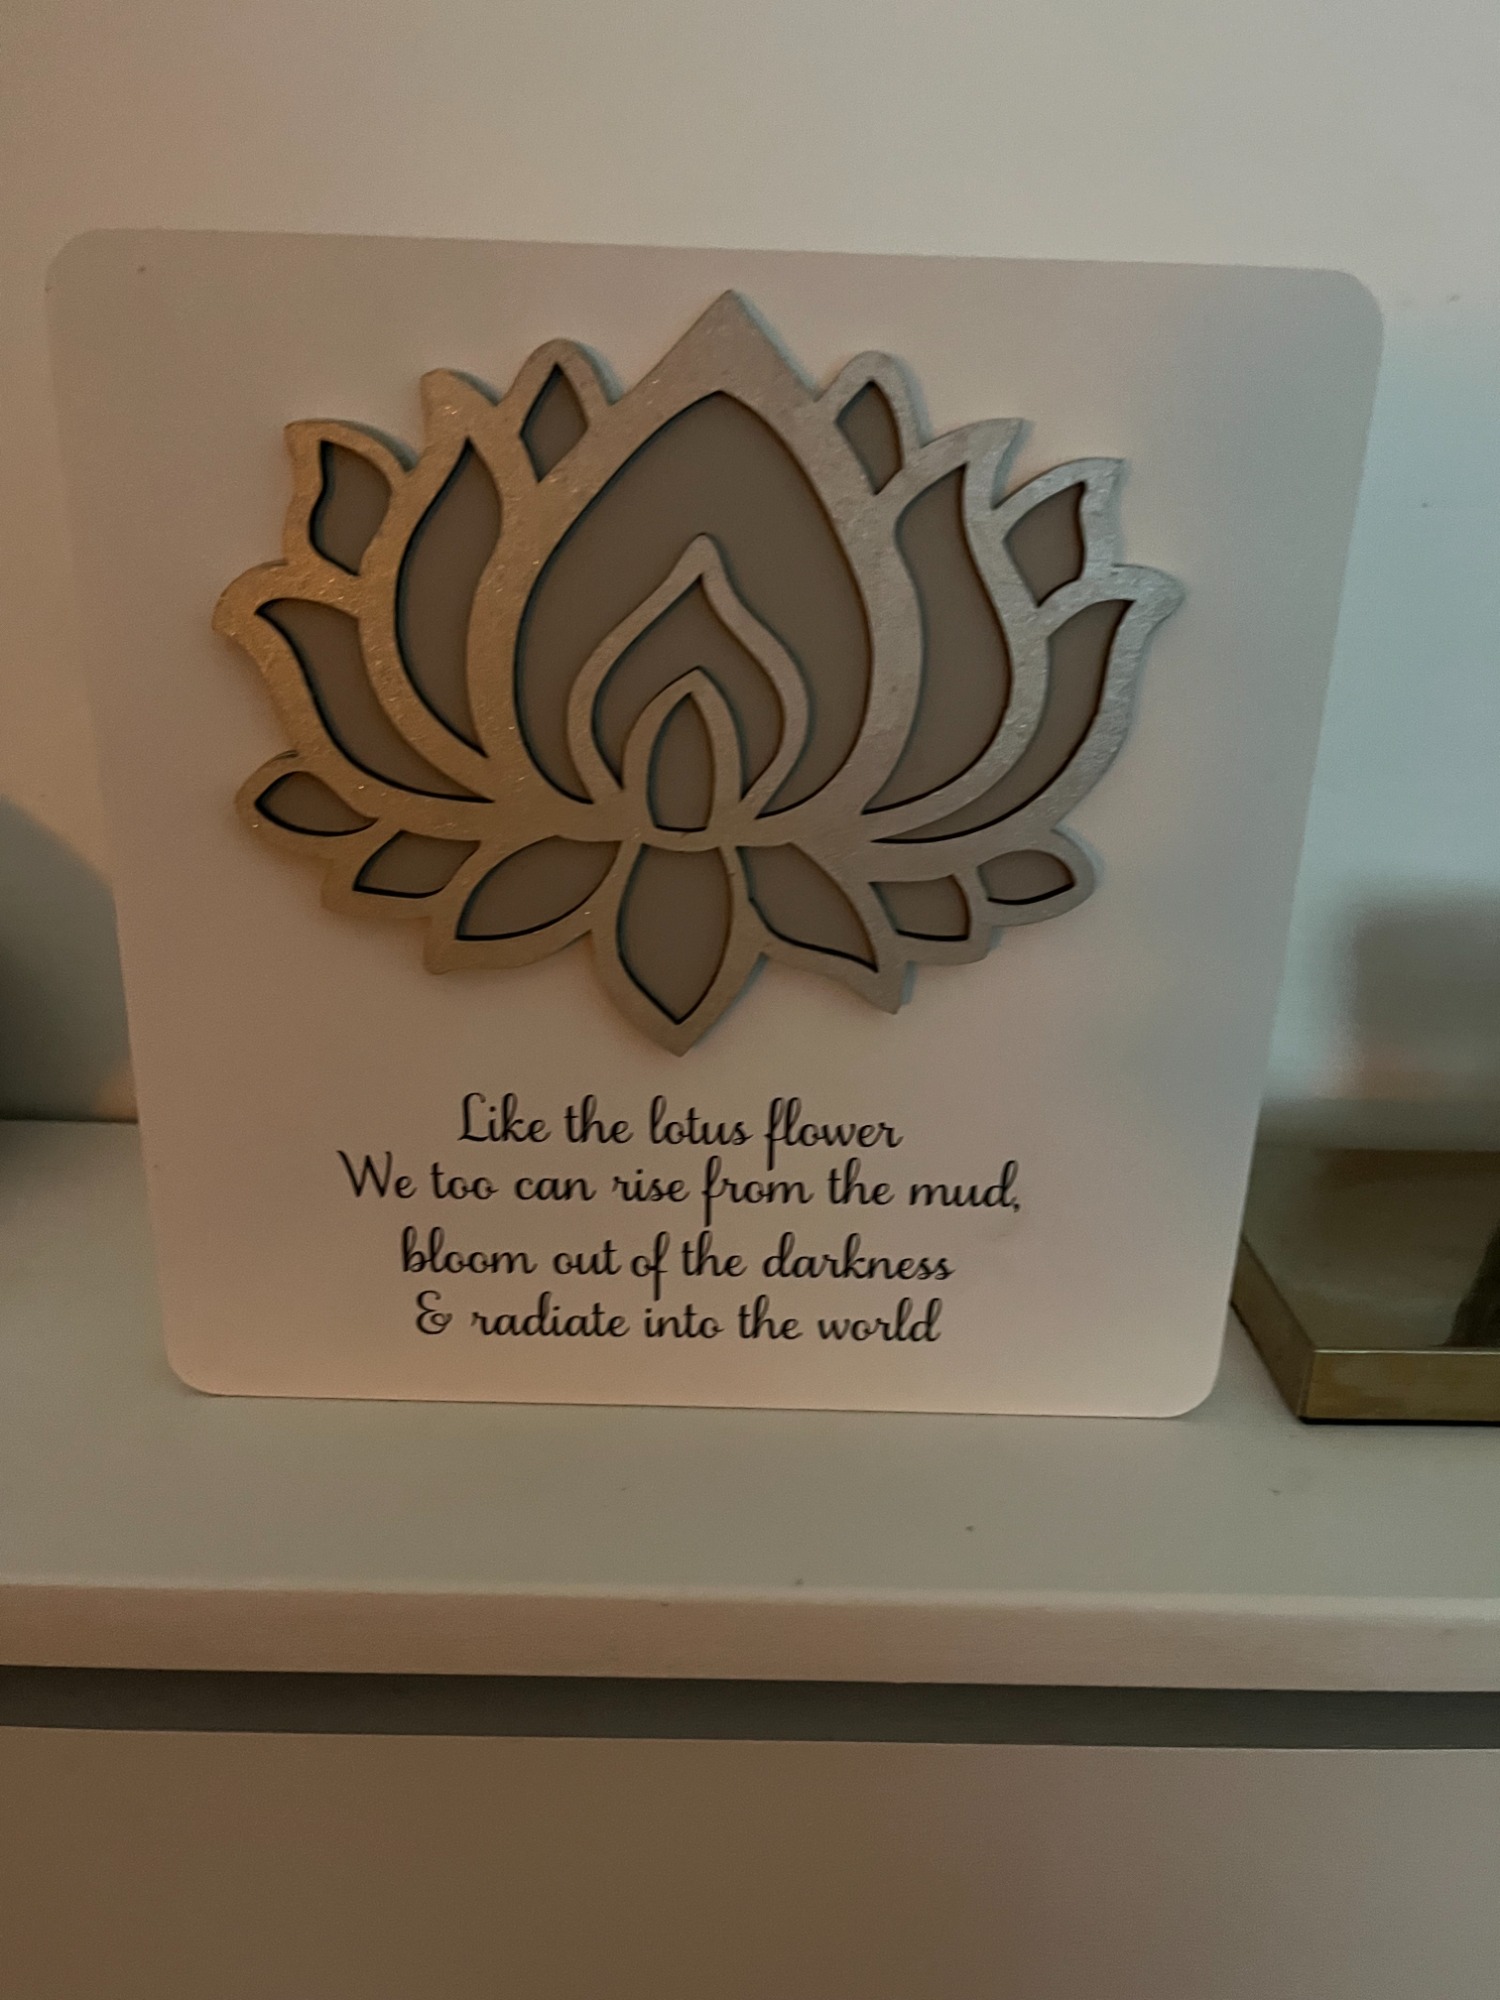 Like the lotus flower
We too can rise from the mud,
bloom out of the darkness
& radiate into the world